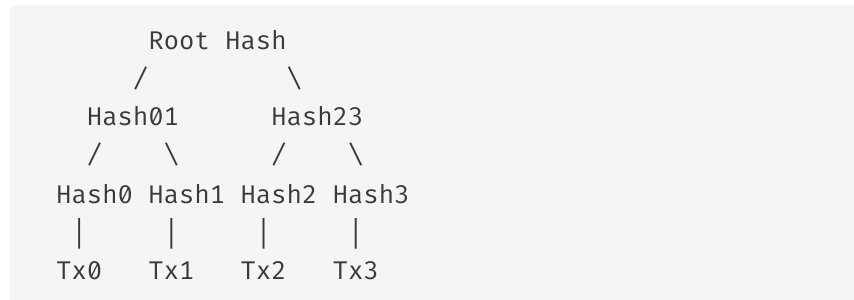 Root Hash
/ \
Hash01 Hash23
/ \ / \
Hash0 Hash1 Hash2 Hash3
| | | |
Tx0 Tx1 Tx2 Tx3